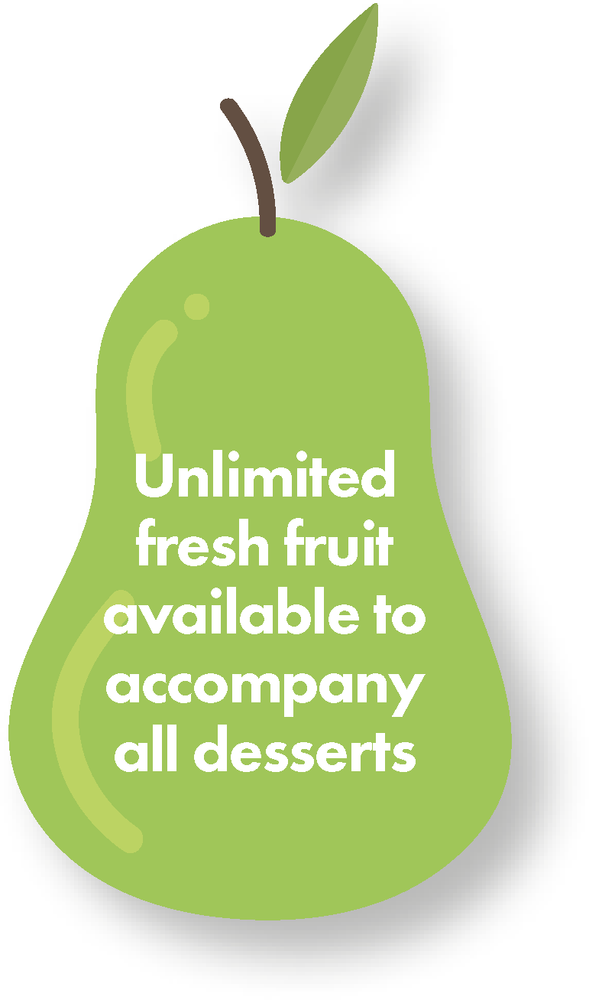 Unlimited
fresh fruit
available to
accompany
all desserts